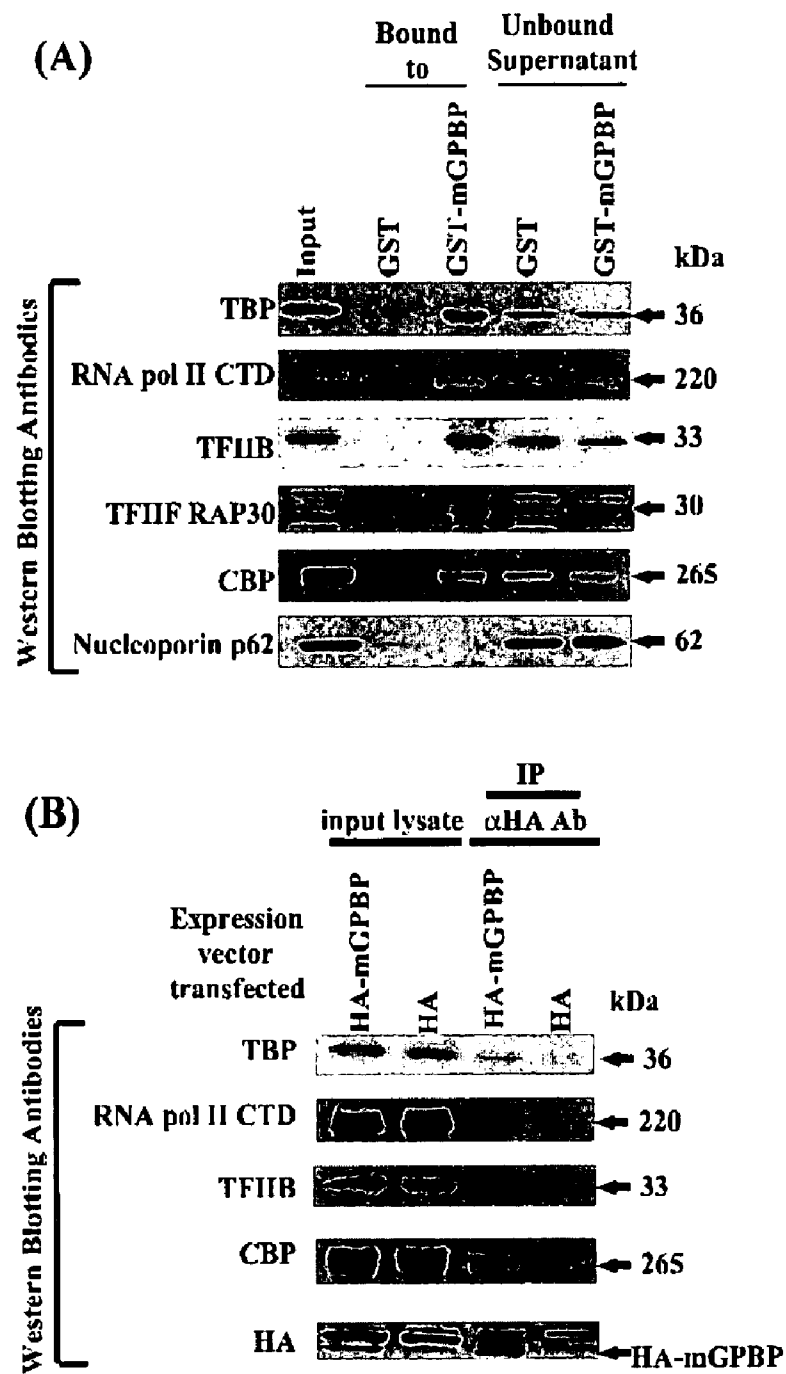 (A)
Bound to
Unbound Supernatant
Input
GST
GST-mGPBP
GST
GST-mGPBP
kDa
Western Blotting Antibodies
TBP
36
RNA pol II CTD
220
TFIIB
33
TFIIF RAP30
30
CBP
265
Nucleoporin p62
62
(B)
IP
input lysate
αHA Ab
Expression vector transfected
HA-mGPBP
HA
HA-mGPBP
HA
kDa
Western Blotting Antibodies
TBP
36
RNA pol II CTD
220
TFIIB
33
CBP
265
HA
HA-mGPBP